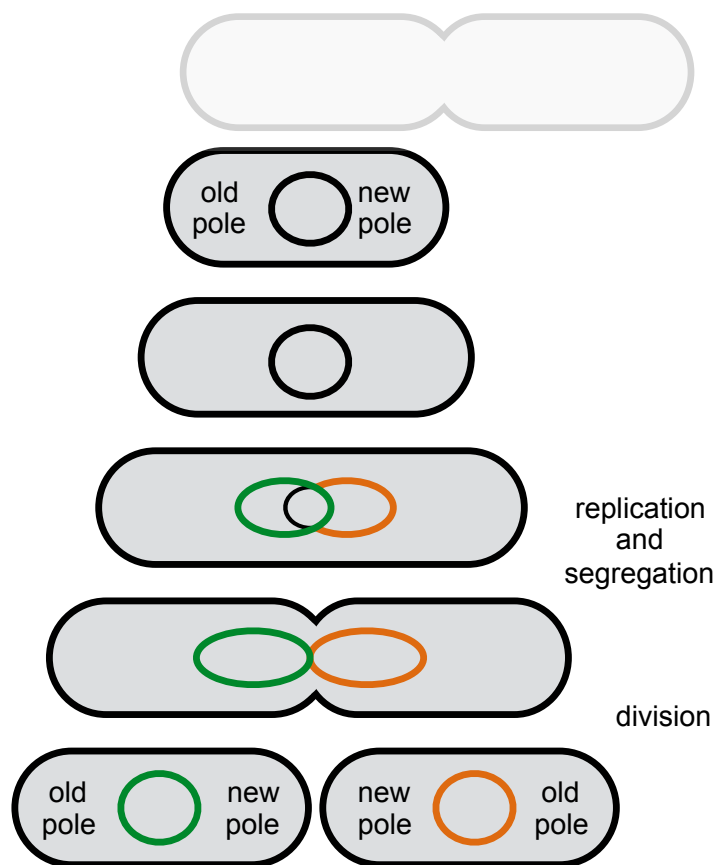 old
pole
new
pole
replication
and
segregation
division
old
pole
new
pole
new
pole
old
pole